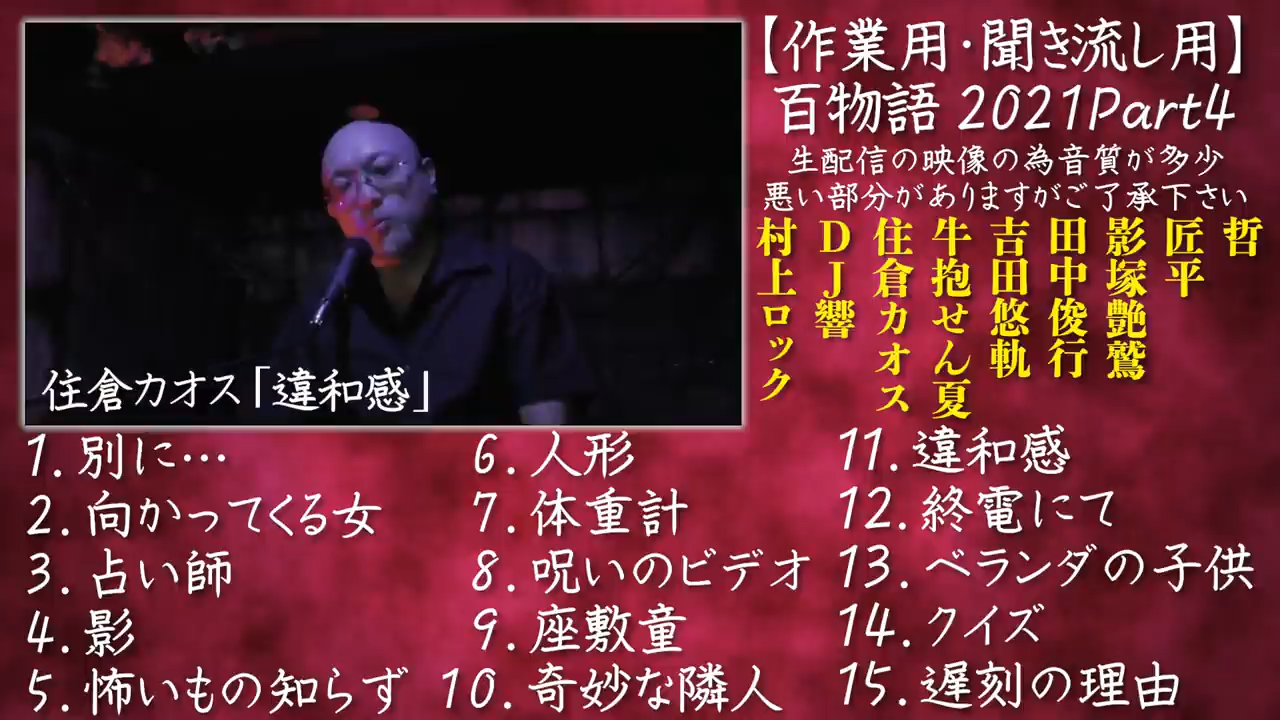 【作業用・聞き流し用】
百物語 2021Part4
生配信の映像の為音質が多少
悪い部分がありますがご了承下さい
哲
匠平
影塚艶鷲
田中俊行
吉田悠軌
牛抱せん夏
住倉カオス
DJ響
村上ロック
住倉カオス「違和感」
1. 別に…
2. 向かってくる女
3. 占い師
4. 影
5. 怖いもの知らず
6. 人形
7. 体重計
8. 呪いのビデオ
9. 座敷童
10. 奇妙な隣人
11. 違和感
12. 終電にて
13. ベランダの子供
14. クイズ
15. 遅刻の理由